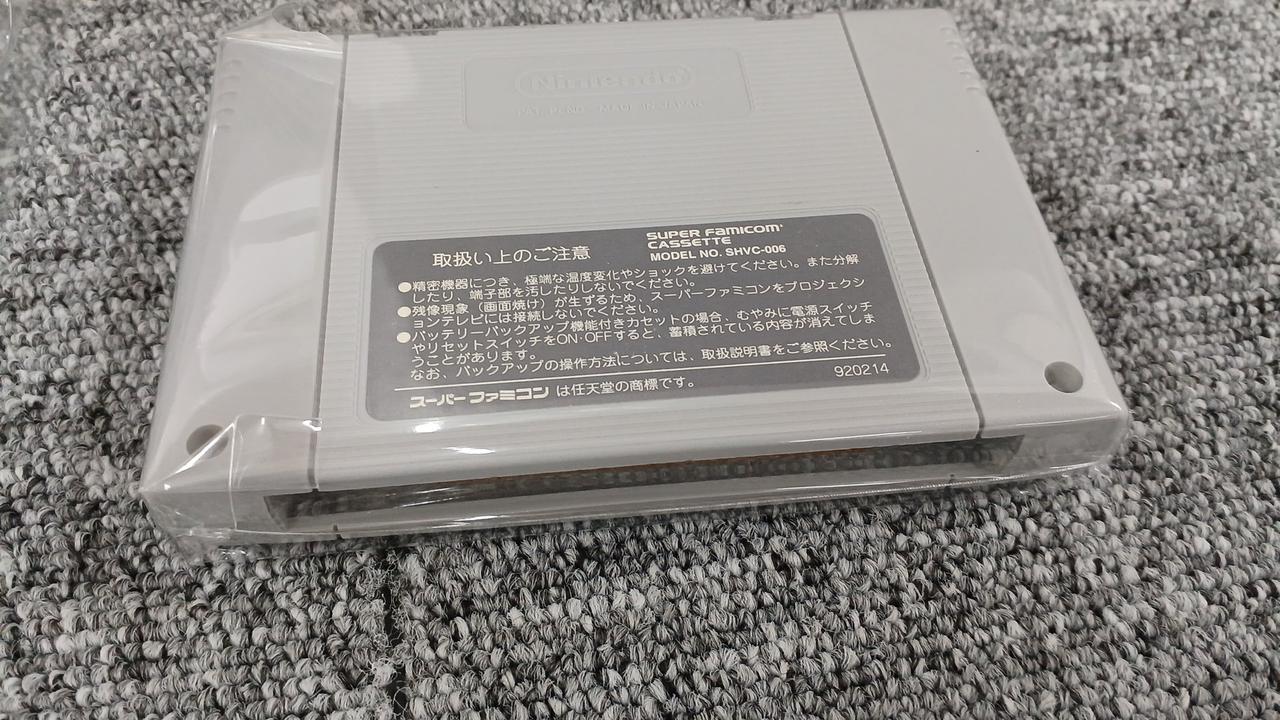 Nintendo
PAT. PEND. MADE IN JAPAN
取扱い上のご注意
SUPER FAMICOM
CASSETTE
MODEL NO. SHVC-006
●精密機器につき、極端な温度変化やショックを避けてください。また分解
したり、端子部を汚したりしないでください。
●残像現象（画面焼け）が生ずるため、スーパーファミコンをプロジェクシ
ョンテレビには接続しないでください。
●バッテリーバックアップ機能付きカセットの場合、むやみに電源スイッチ
やリセットスイッチをON・OFFすると、蓄積されている内容が消えてしま
うことがあります。
なお、バックアップの操作方法については、取扱説明書をご参照ください。
スーパーファミコン は任天堂の商標です。
920214